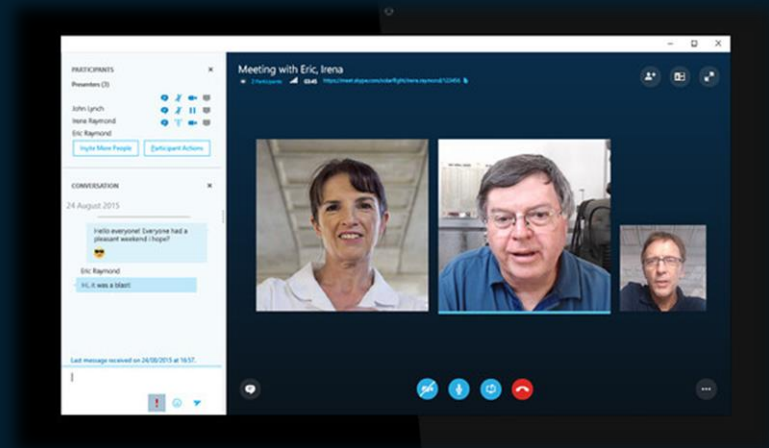 PARTICIPANTS
Presenters (3)
John Lynch
Irena Raymond
Eric Raymond
Invite More People
Participant Actions
CONVERSATION
24 August 2015
Hello everyone! Everyone had a
pleasant weekend I hope?
Eric Raymond
Hi, it was a blast!
Last message received on 24/08/2015 at 16:57.
Meeting with Eric, Irena
Participants